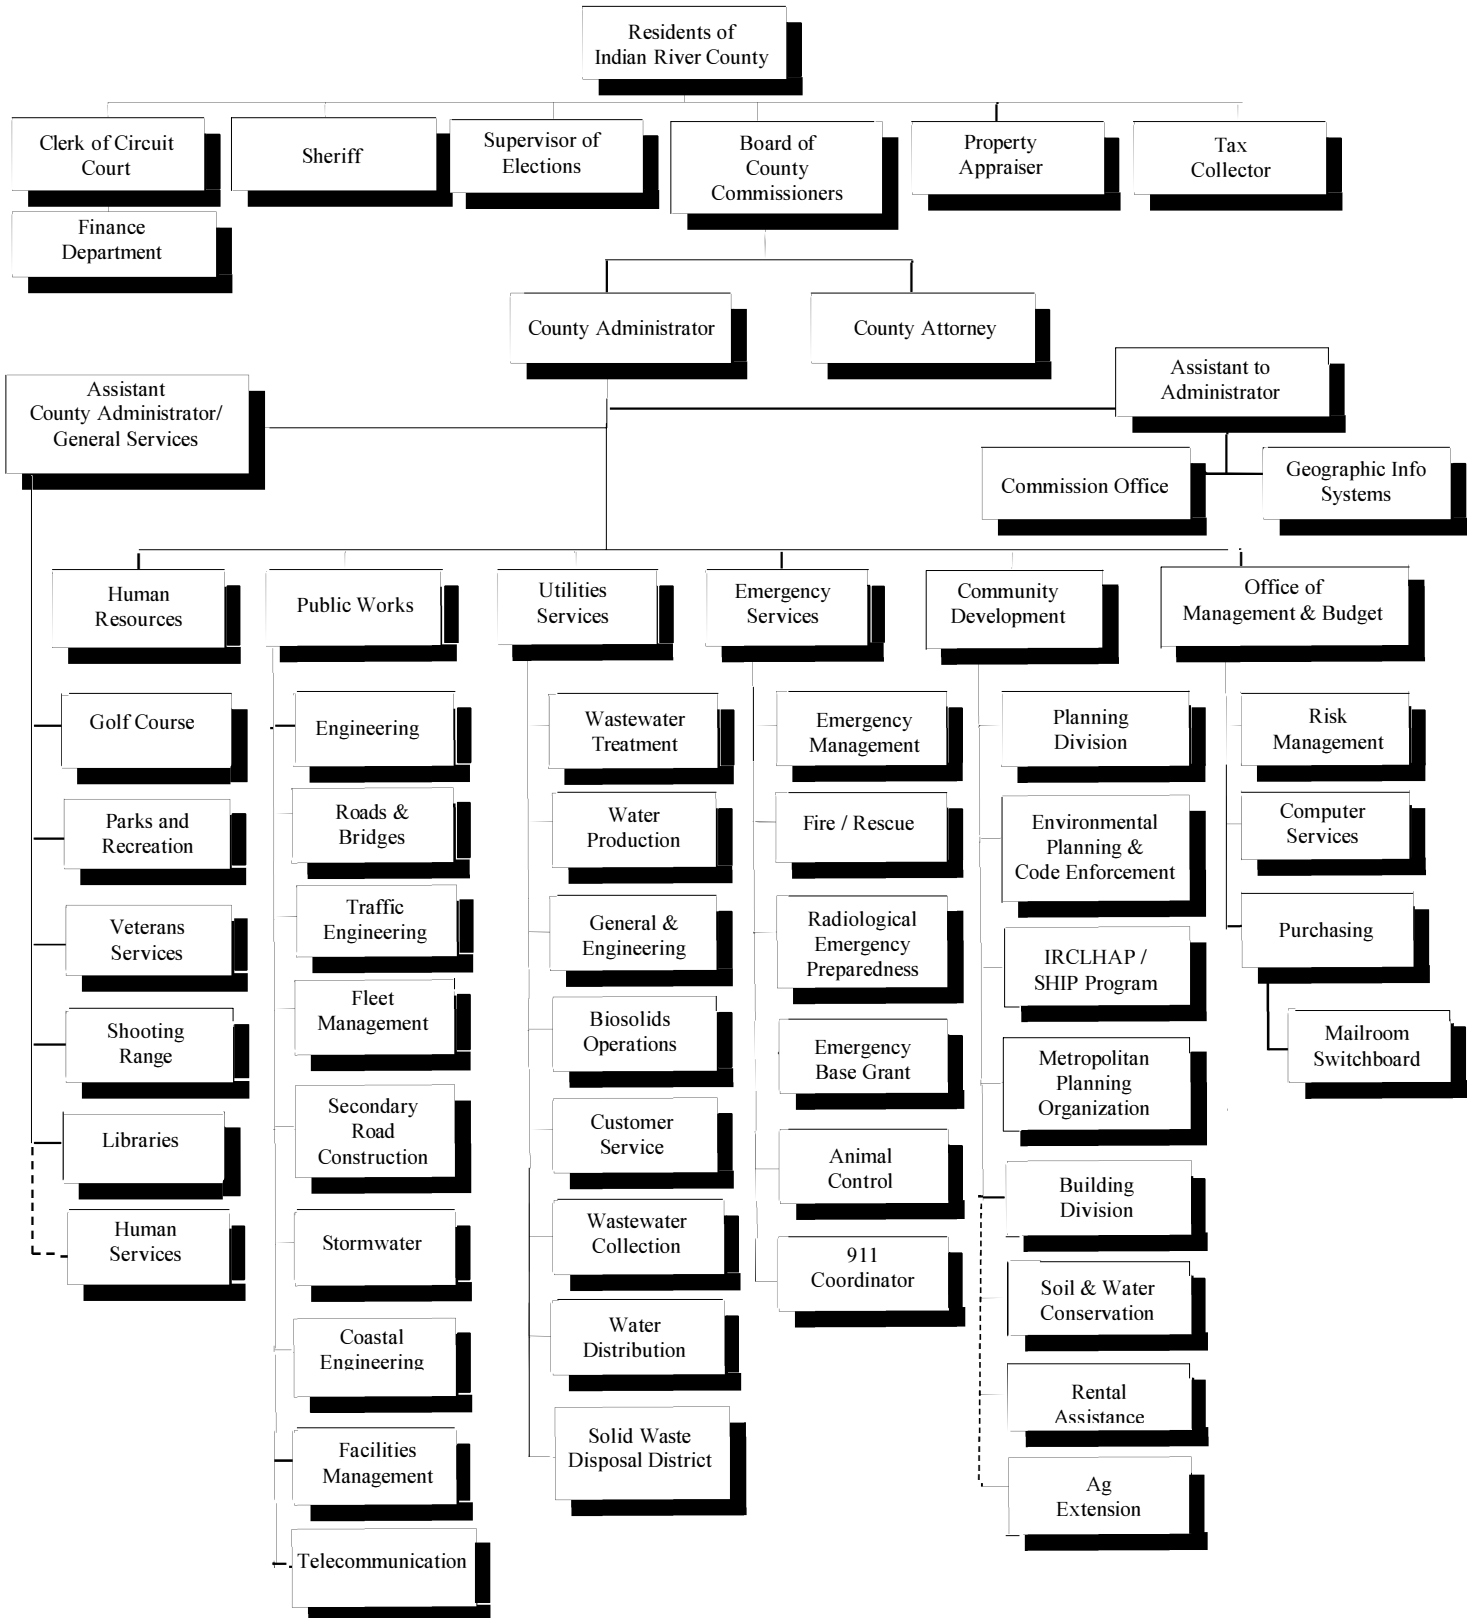 Residents of
Indian River County
Clerk of Circuit
Court
Sheriff
Supervisor of
Elections
Board of
County
Commissioners
Property
Appraiser
Tax
Collector
Finance
Department
County Administrator
County Attorney
Assistant to
Administrator
Assistant
County Administrator/
General Services
Commission Office
Geographic Info
Systems
Human
Resources
Public Works
Utilities
Services
Emergency
Services
Community
Development
Office of
Management & Budget
Golf Course
Parks and
Recreation
Veterans
Services
Shooting
Range
Libraries
Human
Services
Engineering
Roads &
Bridges
Traffic
Engineering
Fleet
Management
Secondary
Road
Construction
Stormwater
Coastal
Engineering
Facilities
Management
Telecommunication
Wastewater
Treatment
Water
Production
General &
Engineering
Biosolids
Operations
Customer
Service
Wastewater
Collection
Water
Distribution
Solid Waste
Disposal District
Emergency
Management
Fire / Rescue
Radiological
Emergency
Preparedness
Emergency
Base Grant
Animal
Control
911
Coordinator
Planning
Division
Environmental
Planning &
Code Enforcement
IRCLHAP /
SHIP Program
Metropolitan
Planning
Organization
Building
Division
Soil & Water
Conservation
Rental
Assistance
Ag
Extension
Risk
Management
Computer
Services
Purchasing
Mailroom
Switchboard